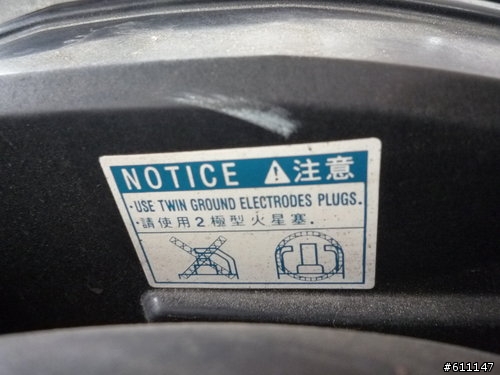 NOTICE ⚠注意
·USE TWIN GROUND ELECTRODES PLUGS.
·請使用2極型火星塞.
#611147